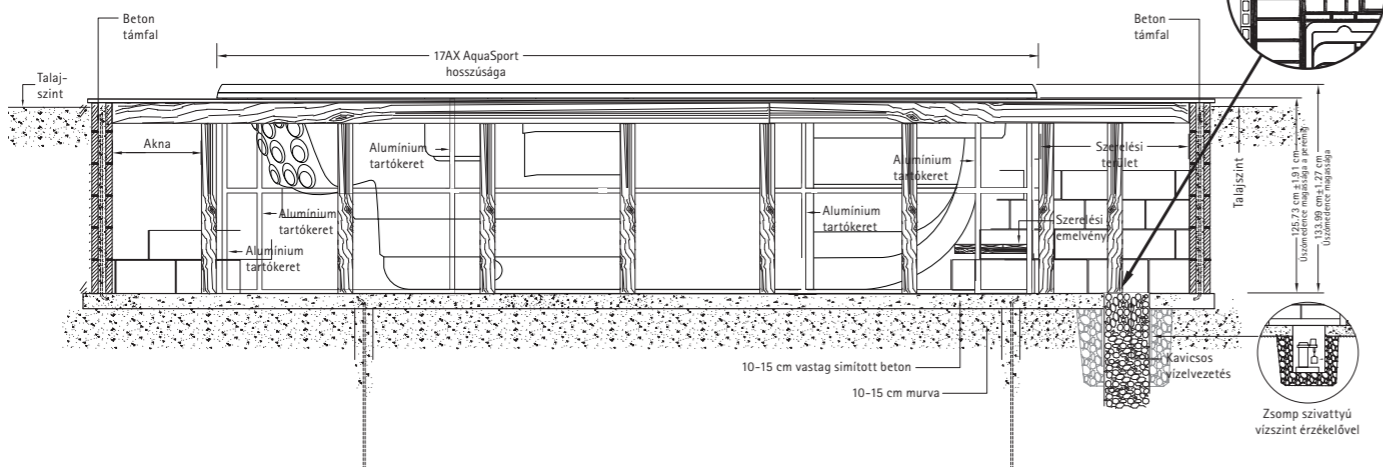 Beton
támfal
Beton
támfal
17AX AquaSport
hosszúsága
Talaj-
szint
Akna
Alumínium
tartókeret
Alumínium
tartókeret
Szerelési
terület
Talajszint
125.73 cm ±1.91 cm
Úszómedence magassága a peremig
133.99 cm ±1.27 cm
Úszómedence magassága
Alumínium
tartókeret
Alumínium
tartókeret
Szerelési
emelvény
Alumínium
tartókeret
10-15 cm vastag simított beton
Kavicsos
vízelvezetés
10-15 cm murva
Zsomp szivattyú
vízszint érzékelővel